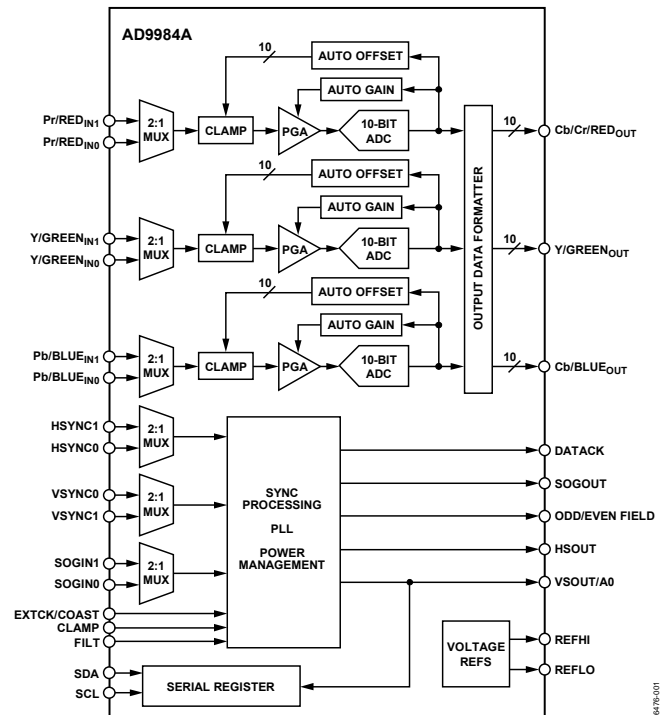 AD9984A
10
AUTO OFFSET
AUTO GAIN
Pr/RED_IN1
Pr/RED_IN0
2:1
MUX
CLAMP
PGA
10-BIT
ADC
10
Cb/Cr/RED_OUT
10
AUTO OFFSET
AUTO GAIN
Y/GREEN_IN1
Y/GREEN_IN0
2:1
MUX
CLAMP
PGA
10-BIT
ADC
OUTPUT DATA FORMATTER
10
Y/GREEN_OUT
10
AUTO OFFSET
AUTO GAIN
Pb/BLUE_IN1
Pb/BLUE_IN0
2:1
MUX
CLAMP
PGA
10-BIT
ADC
10
Cb/BLUE_OUT
HSYNC1
HSYNC0
2:1
MUX
VSYNC0
VSYNC1
2:1
MUX
SOGIN1
SOGIN0
2:1
MUX
EXTCK/COAST
CLAMP
FILT
SYNC
PROCESSING
PLL
POWER
MANAGEMENT
DATACK
SOGOUT
ODD/EVEN FIELD
HSOUT
VSOUT/A0
SDA
SCL
SERIAL REGISTER
VOLTAGE
REFS
REFHI
REFLO
6476-001